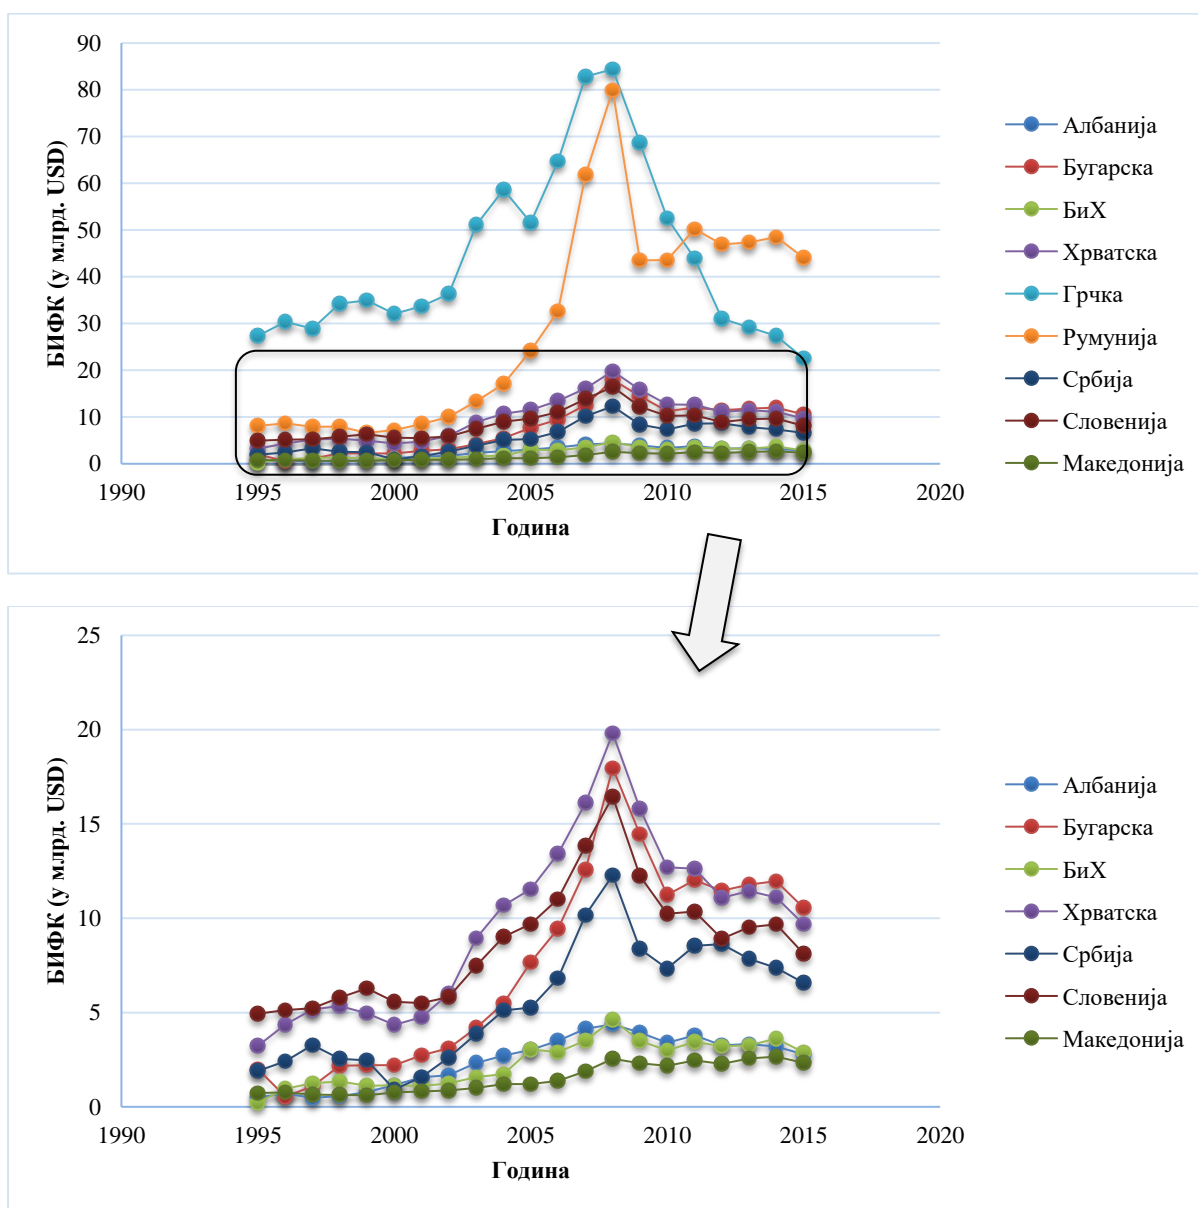 БИФК (у млрд. USD)
90
80
70
60
50
40
30
20
10
0
1990
1995
2000
2005
2010
2015
2020
Година
Албанија
Бугарска
БиХ
Хрватска
Грчка
Румунија
Србија
Словенија
Македонија
БИФК (у млрд. USD)
25
20
15
10
5
0
1990
1995
2000
2005
2010
2015
2020
Година
Албанија
Бугарска
БиХ
Хрватска
Србија
Словенија
Македонија